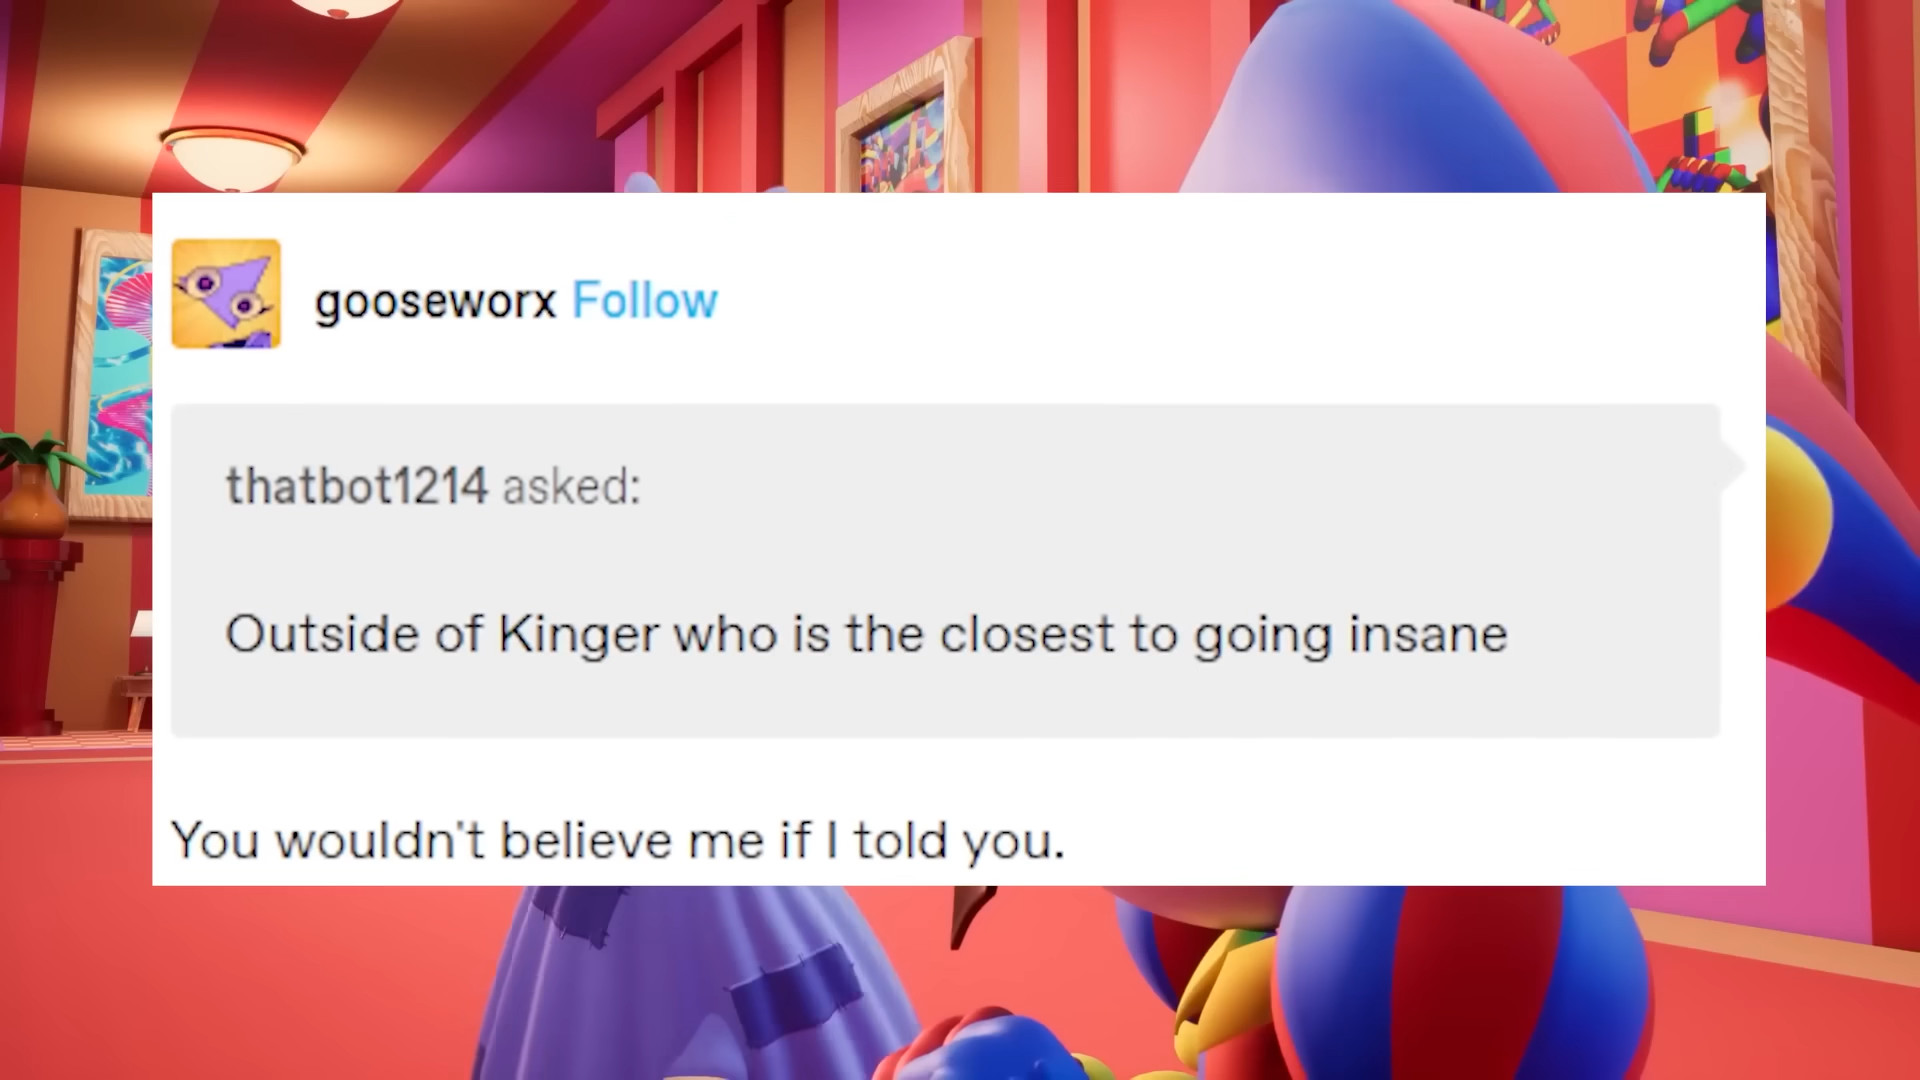 gooseworx Follow
thatbot1214 asked:
Outside of Kinger who is the closest to going insane
You wouldn't believe me if I told you.